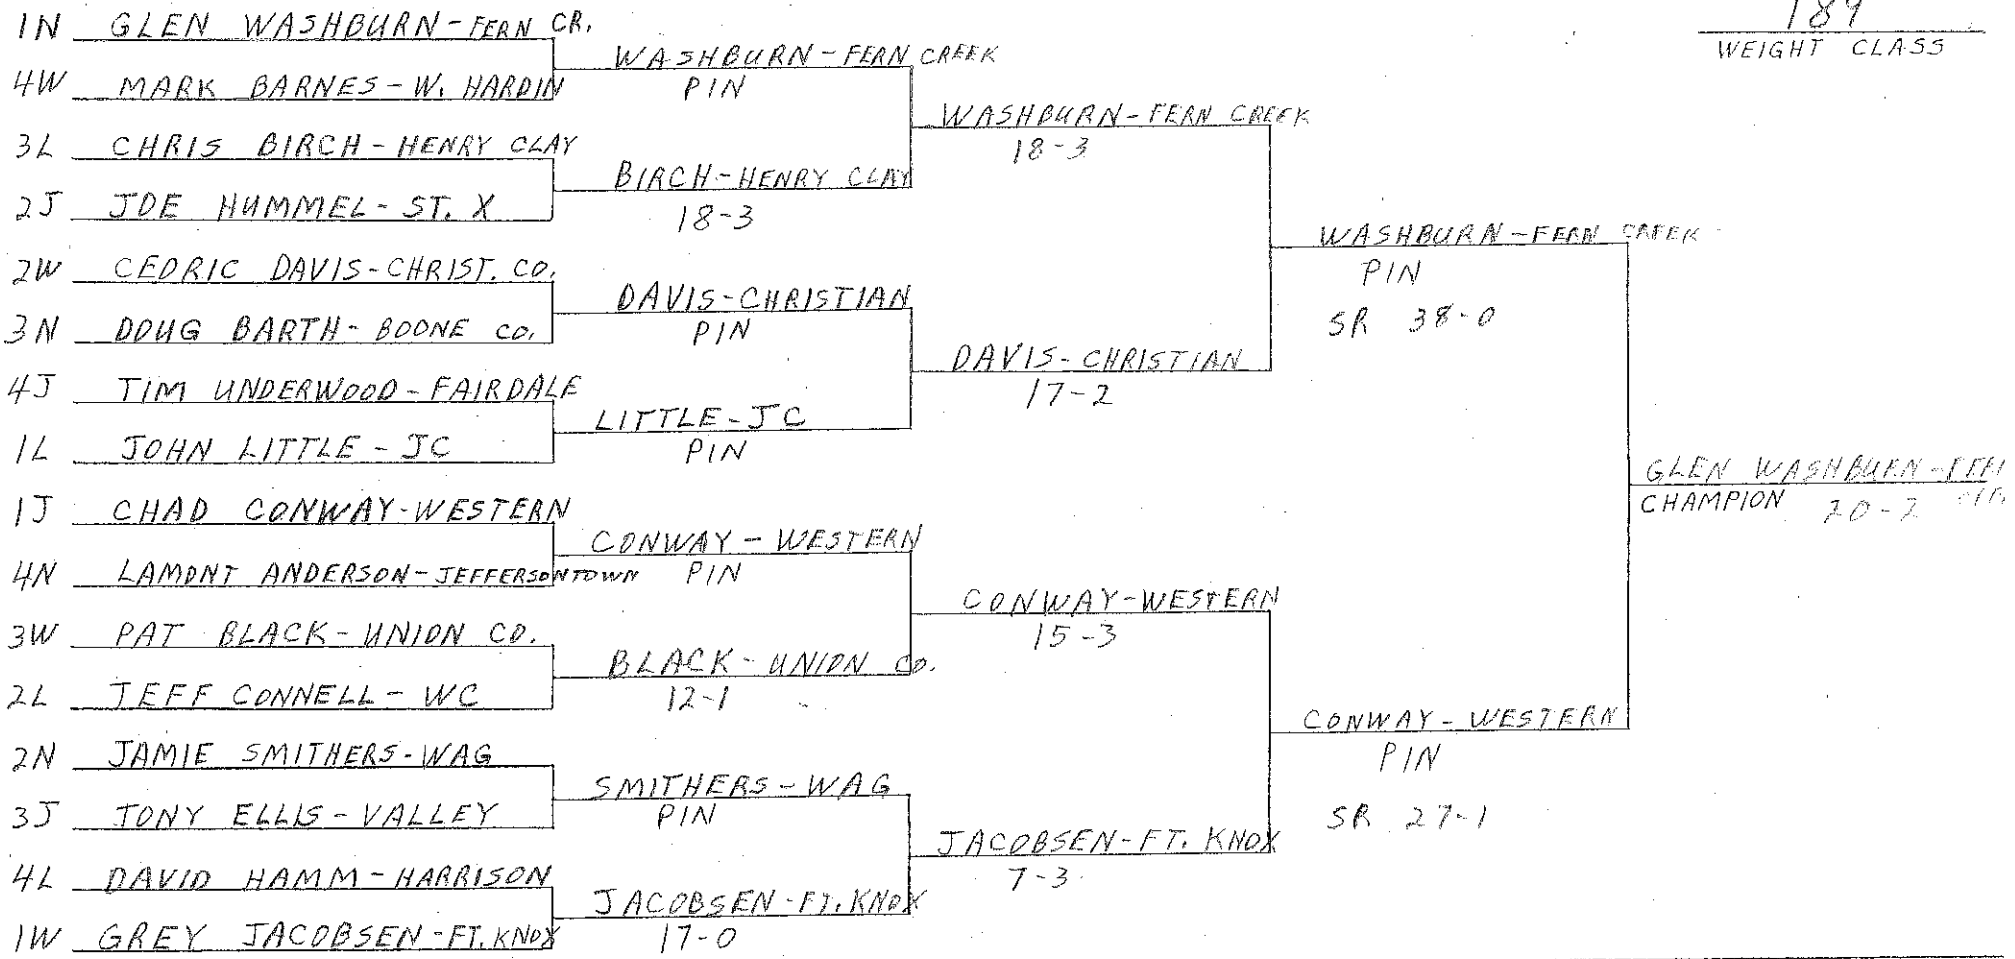 189
WEIGHT CLASS
1N GLEN WASHBURN-FERN CR.
4W MARK BARNES-W. HARDIN
3L CHRIS BIRCH-HENRY CLAY
2J JOE HUMMEL-ST. X
2W CEDRIC DAVIS-CHRIST. CO.
3N DOUG BARTH-BOONE CO.
4J TIM UNDERWOOD-FAIRDALE
1L JOHN LITTLE-JC
1J CHAD CONWAY-WESTERN
4N LAMONT ANDERSON-JEFFERSONTOWN
3W PAT BLACK-UNION CO.
2L JEFF CONNELL-WC
2N JAMIE SMITHERS-WAG
3J TONY ELLIS-VALLEY
4L DAVID HAMM-HARRISON
1W GREY JACOBSEN-FT. KNOX
WASHBURN-FERN CREEK
PIN
BIRCH-HENRY CLAY
18-3
DAVIS-CHRISTIAN
PIN
LITTLE-JC
PIN
CONWAY-WESTERN
PIN
BLACK-UNION CO.
12-1
SMITHERS-WAG
PIN
JACOBSEN-FT. KNOX
17-0
WASHBURN-FERN CREEK
18-3
DAVIS-CHRISTIAN
17-2
CONWAY-WESTERN
15-3
JACOBSEN-FT. KNOX
7-3
WASHBURN-FERN CREEK
PIN
SR 38-0
CONWAY-WESTERN
PIN
SR 27-1
GLEN WASHBURN-
CHAMPION 20-2